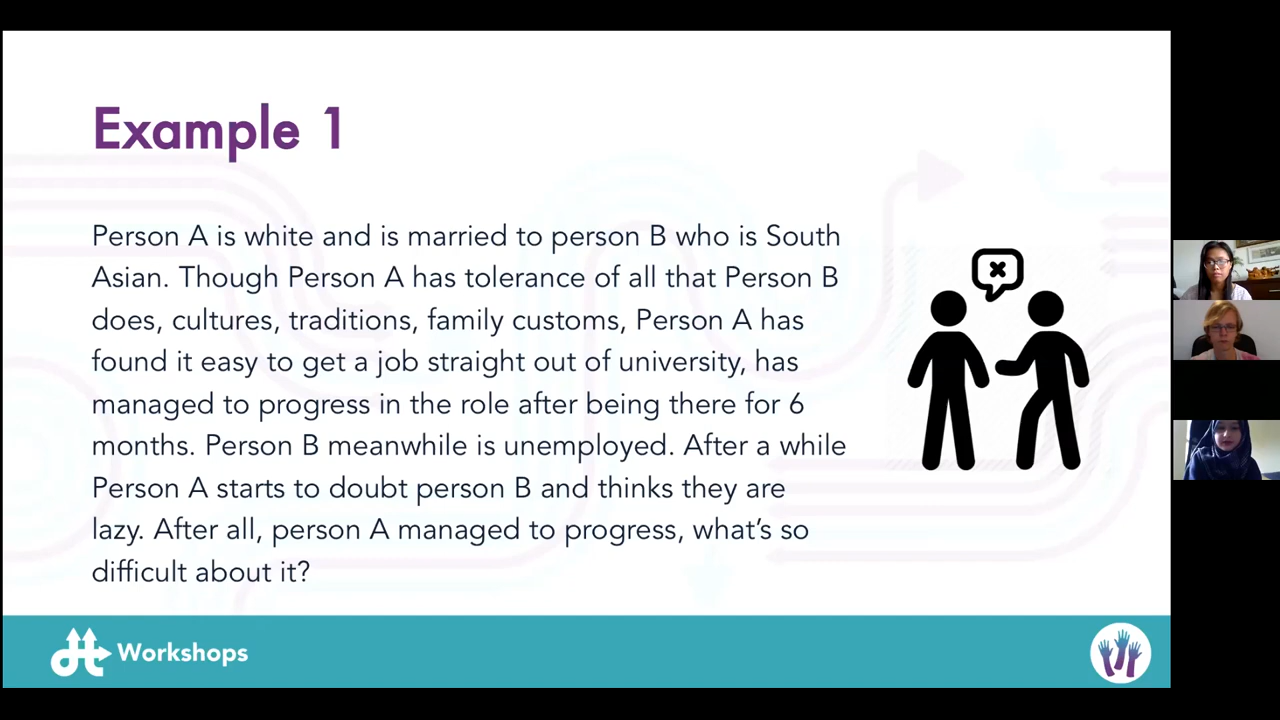 Example 1
Person A is white and is married to person B who is South
Asian. Though Person A has tolerance of all that Person B
does, cultures, traditions, family customs, Person A has
found it easy to get a job straight out of university, has
managed to progress in the role after being there for 6
months. Person B meanwhile is unemployed. After a while
Person A starts to doubt person B and thinks they are
lazy. After all, person A managed to progress, what’s so
difficult about it?
Workshops